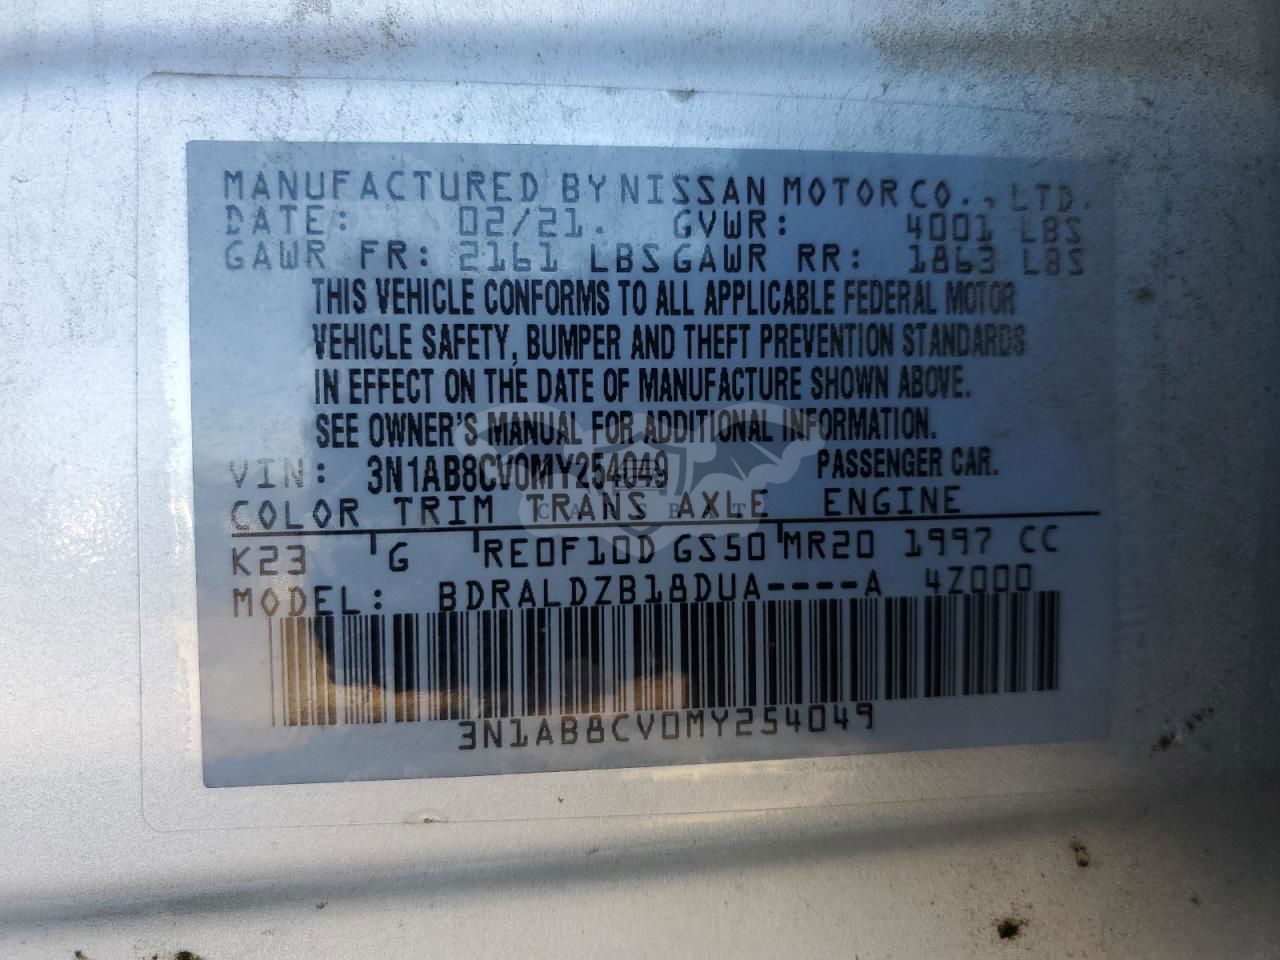 MANUFACTURED BY NISSAN MOTOR CO., LTD.
DATE: 02/21. GVWR: 4001 LBS
GAWR FR: 2161 LBS GAWR RR: 1863 LBS
THIS VEHICLE CONFORMS TO ALL APPLICABLE FEDERAL MOTOR
VEHICLE SAFETY, BUMPER AND THEFT PREVENTION STANDARDS
IN EFFECT ON THE DATE OF MANUFACTURE SHOWN ABOVE.
SEE OWNER'S MANUAL FOR ADDITIONAL INFORMATION.
VIN: 3N1AB8CV0MY254049 PASSENGER CAR.
COLOR TRIM TRANS AXLE ENGINE
K23 G RE0F10D GS50 MR20 1997 CC
MODEL: BDRALDZB18DUA----A 4Z000
3N1AB8CV0MY254049